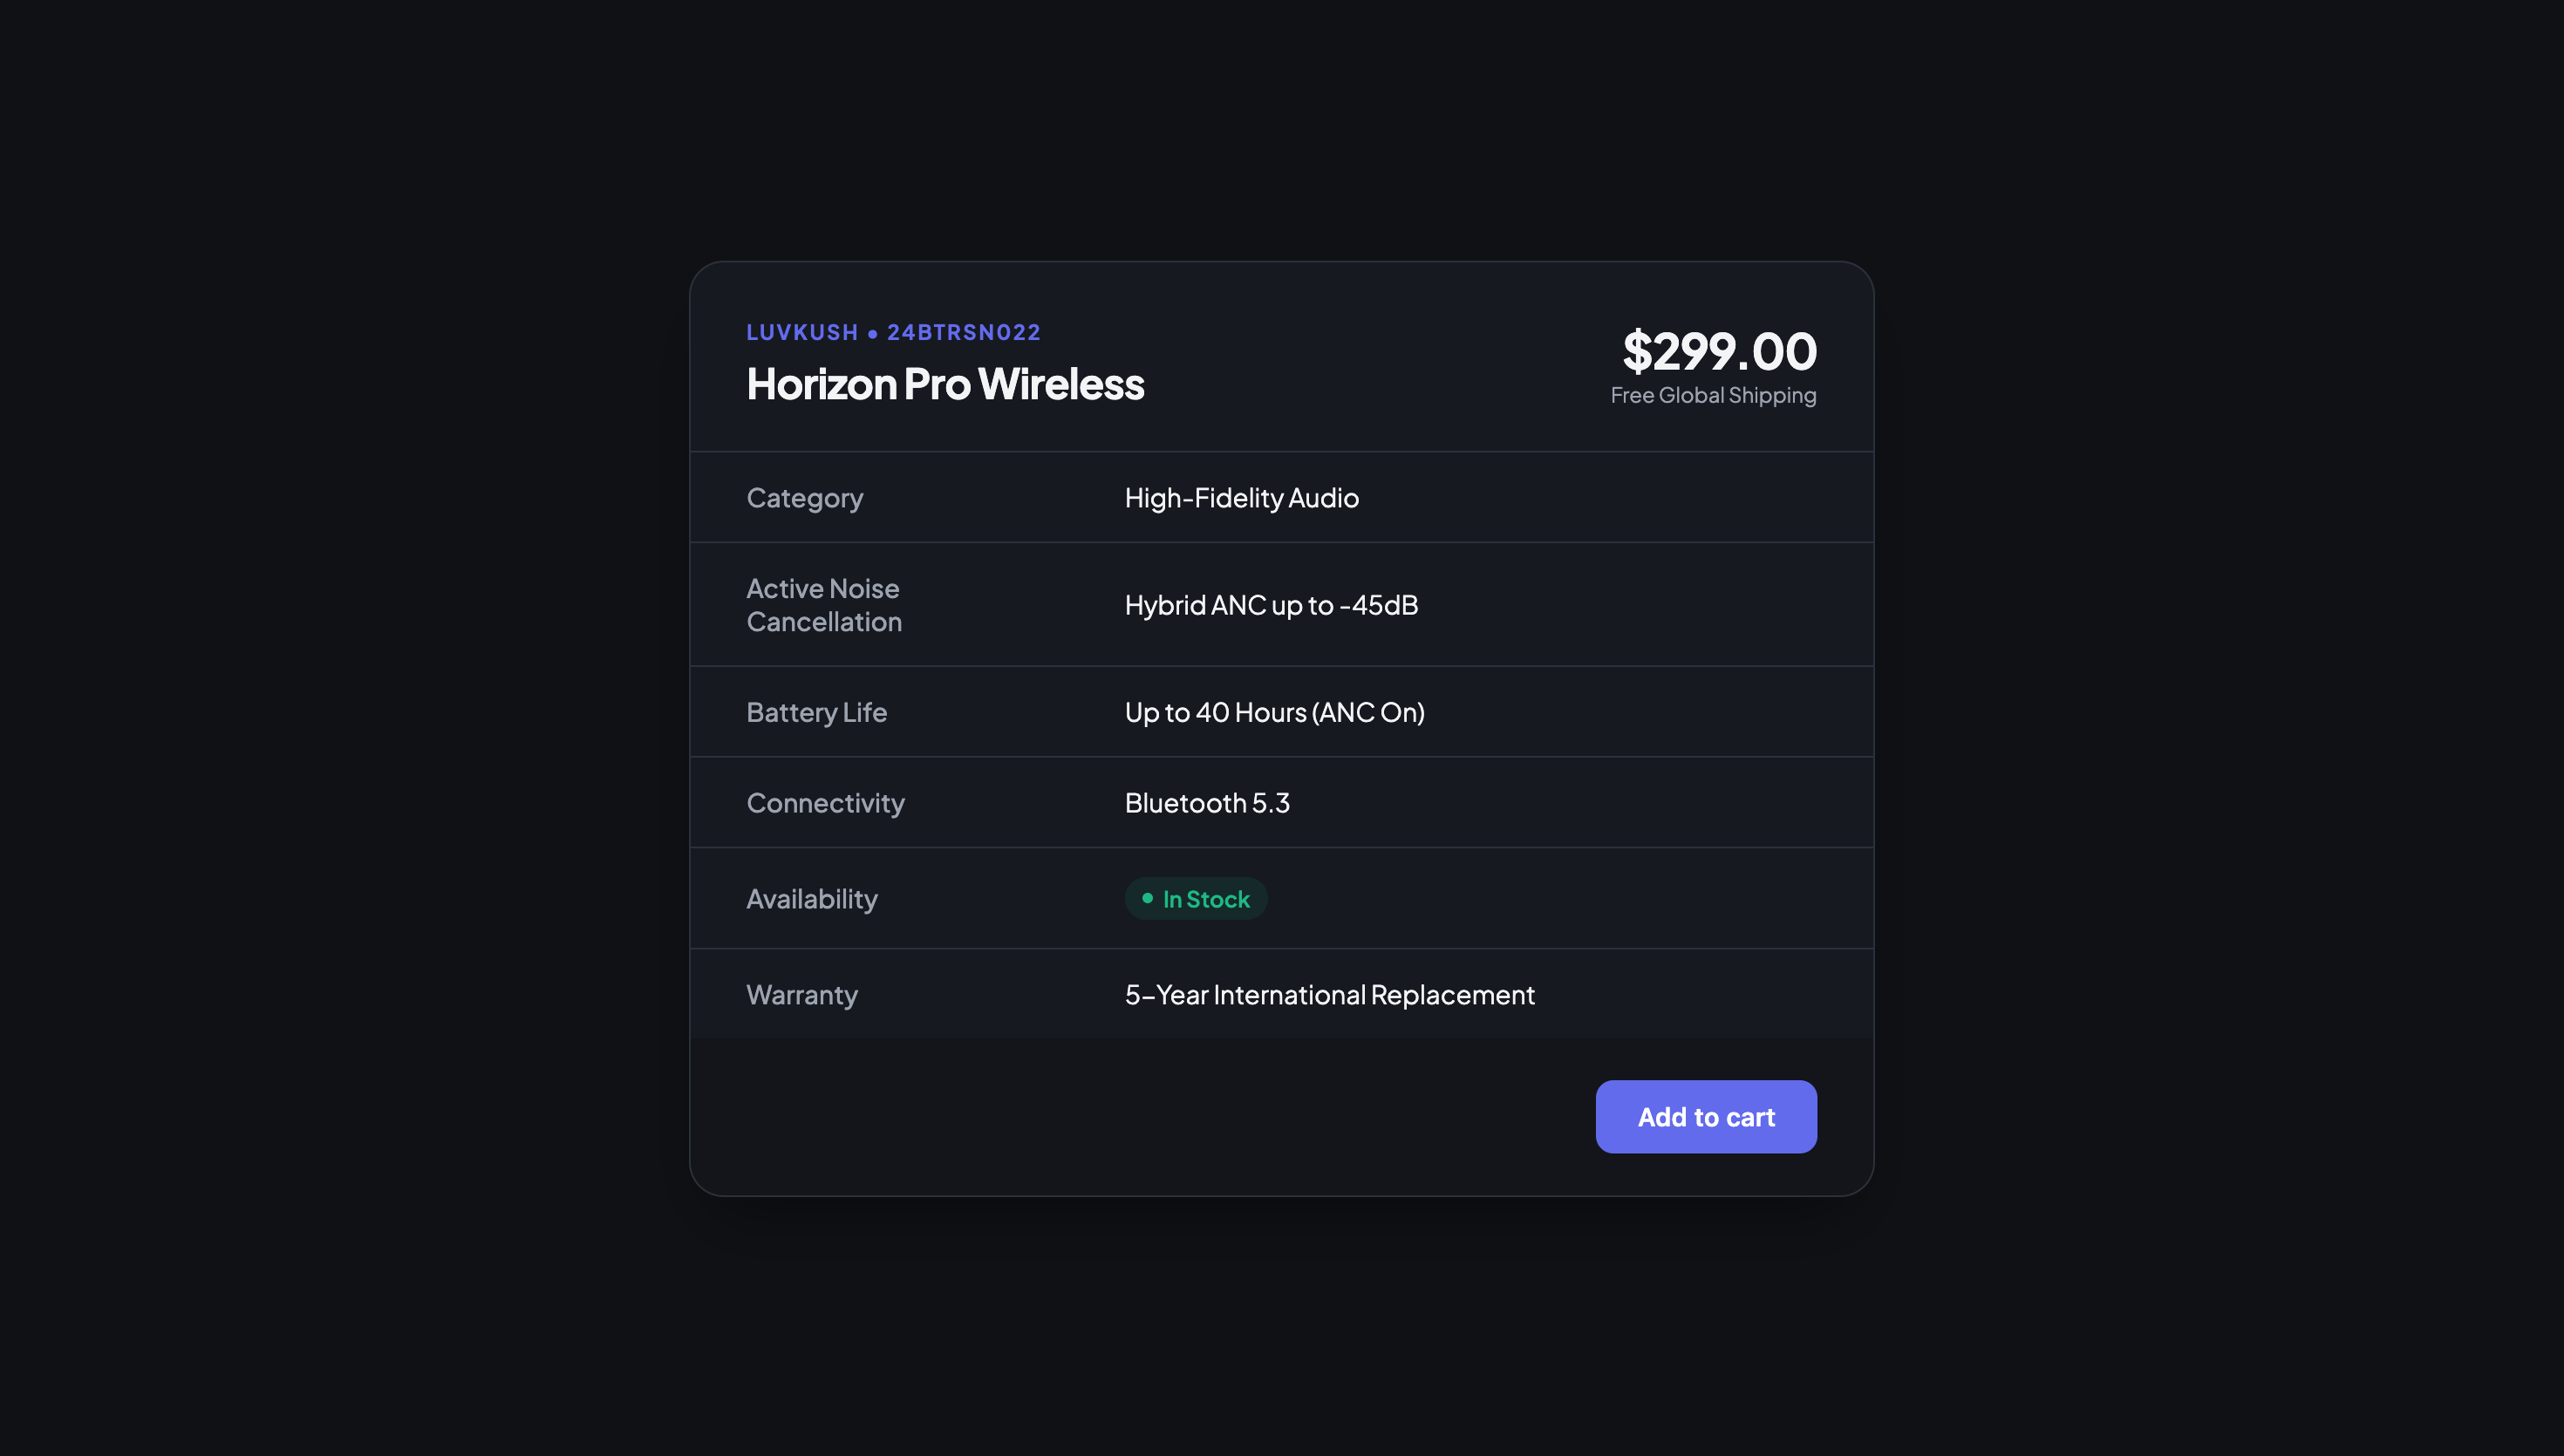 LUVKUSH • 24BTRSN022
Horizon Pro Wireless
$299.00
Free Global Shipping
Category
High-Fidelity Audio
Active Noise
Cancellation
Hybrid ANC up to -45dB
Battery Life
Up to 40 Hours (ANC On)
Connectivity
Bluetooth 5.3
Availability
In Stock
Warranty
5–Year International Replacement
Add to cart